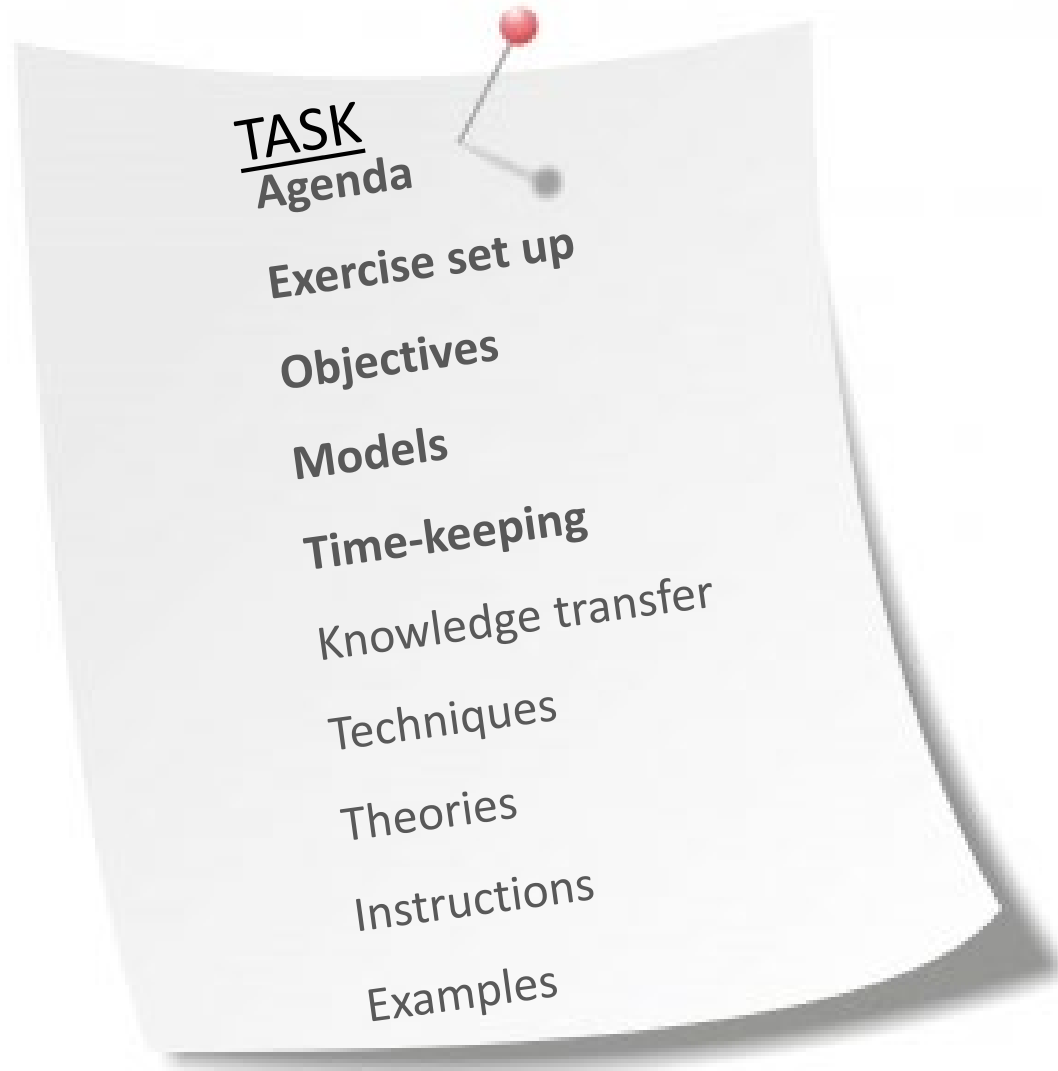 TASK
Agenda
Exercise set up
Objectives
Models
Time-keeping
Knowledge transfer
Techniques
Theories
Instructions
Examples